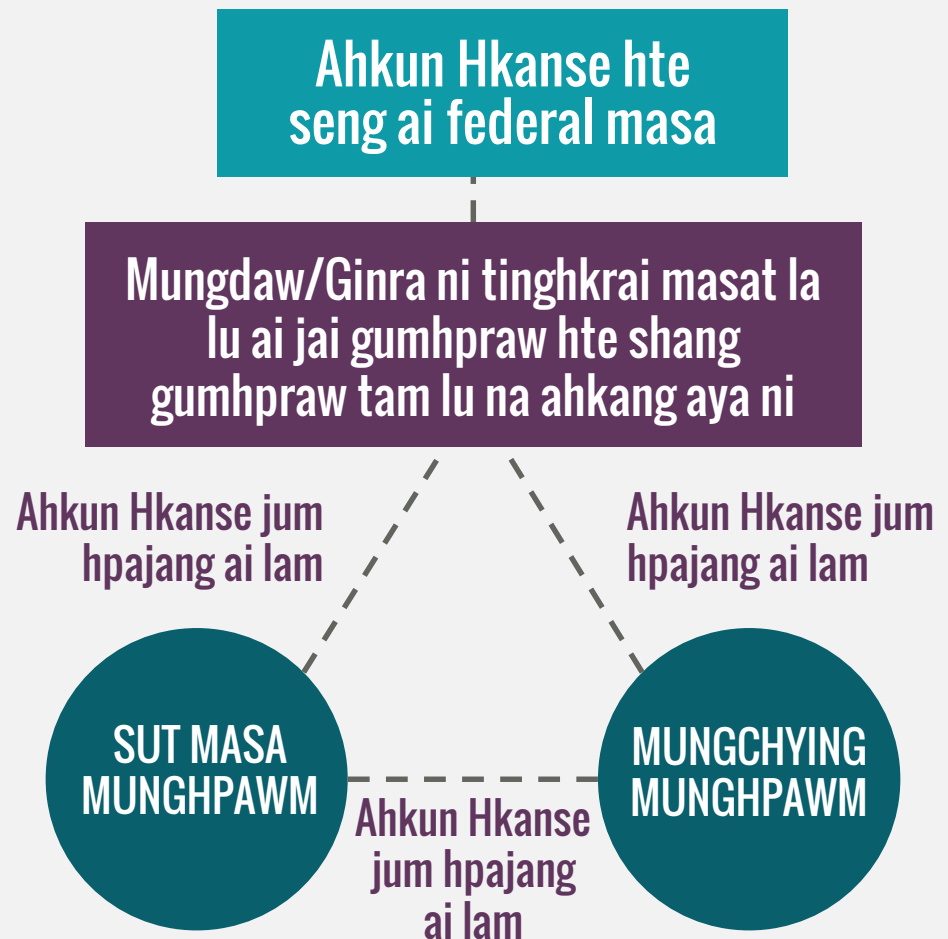 Ahkun Hkanse hte
seng ai federal masa
Mungdaw/Ginra ni tinghkrai masat la
lu ai jai gumhpraw hte shang
gumhpraw tam lu na ahkang aya ni
Ahkun Hkanse jum
hpajang ai lam
Ahkun Hkanse jum
hpajang ai lam
SUT MASA
MUNGHPAWM
MUNGCHYING
MUNGHPAWM
Ahkun Hkanse
jum hpajang
ai lam